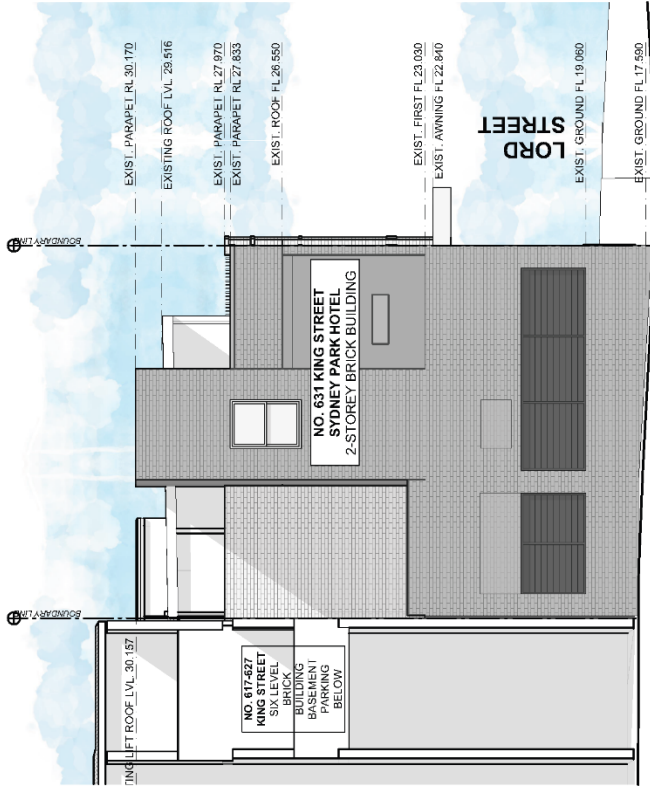 EXIST. PARAPET RL 30.170
EXISTING ROOF LVL. 29.516
EXIST. PARAPET RL 27.970
EXIST. PARAPET RL 27.833
EXIST. ROOF FL 26.550
EXIST. FIRST FL 23.030
EXIST. AWNING FL 22.840
EXIST. GROUND FL 19.060
EXIST. GROUND FL 17.590
LORD
STREET
BOUNDARY LINE
NO. 631 KING STREET
SYDNEY PARK HOTEL
2-STOREY BRICK BUILDING
BOUNDARY LINE
TING LIFT ROOF LVL. 30.157
NO. 617-627
KING STREET
SIX LEVEL
BRICK
BUILDING
BASEMENT
PARKING
BELOW